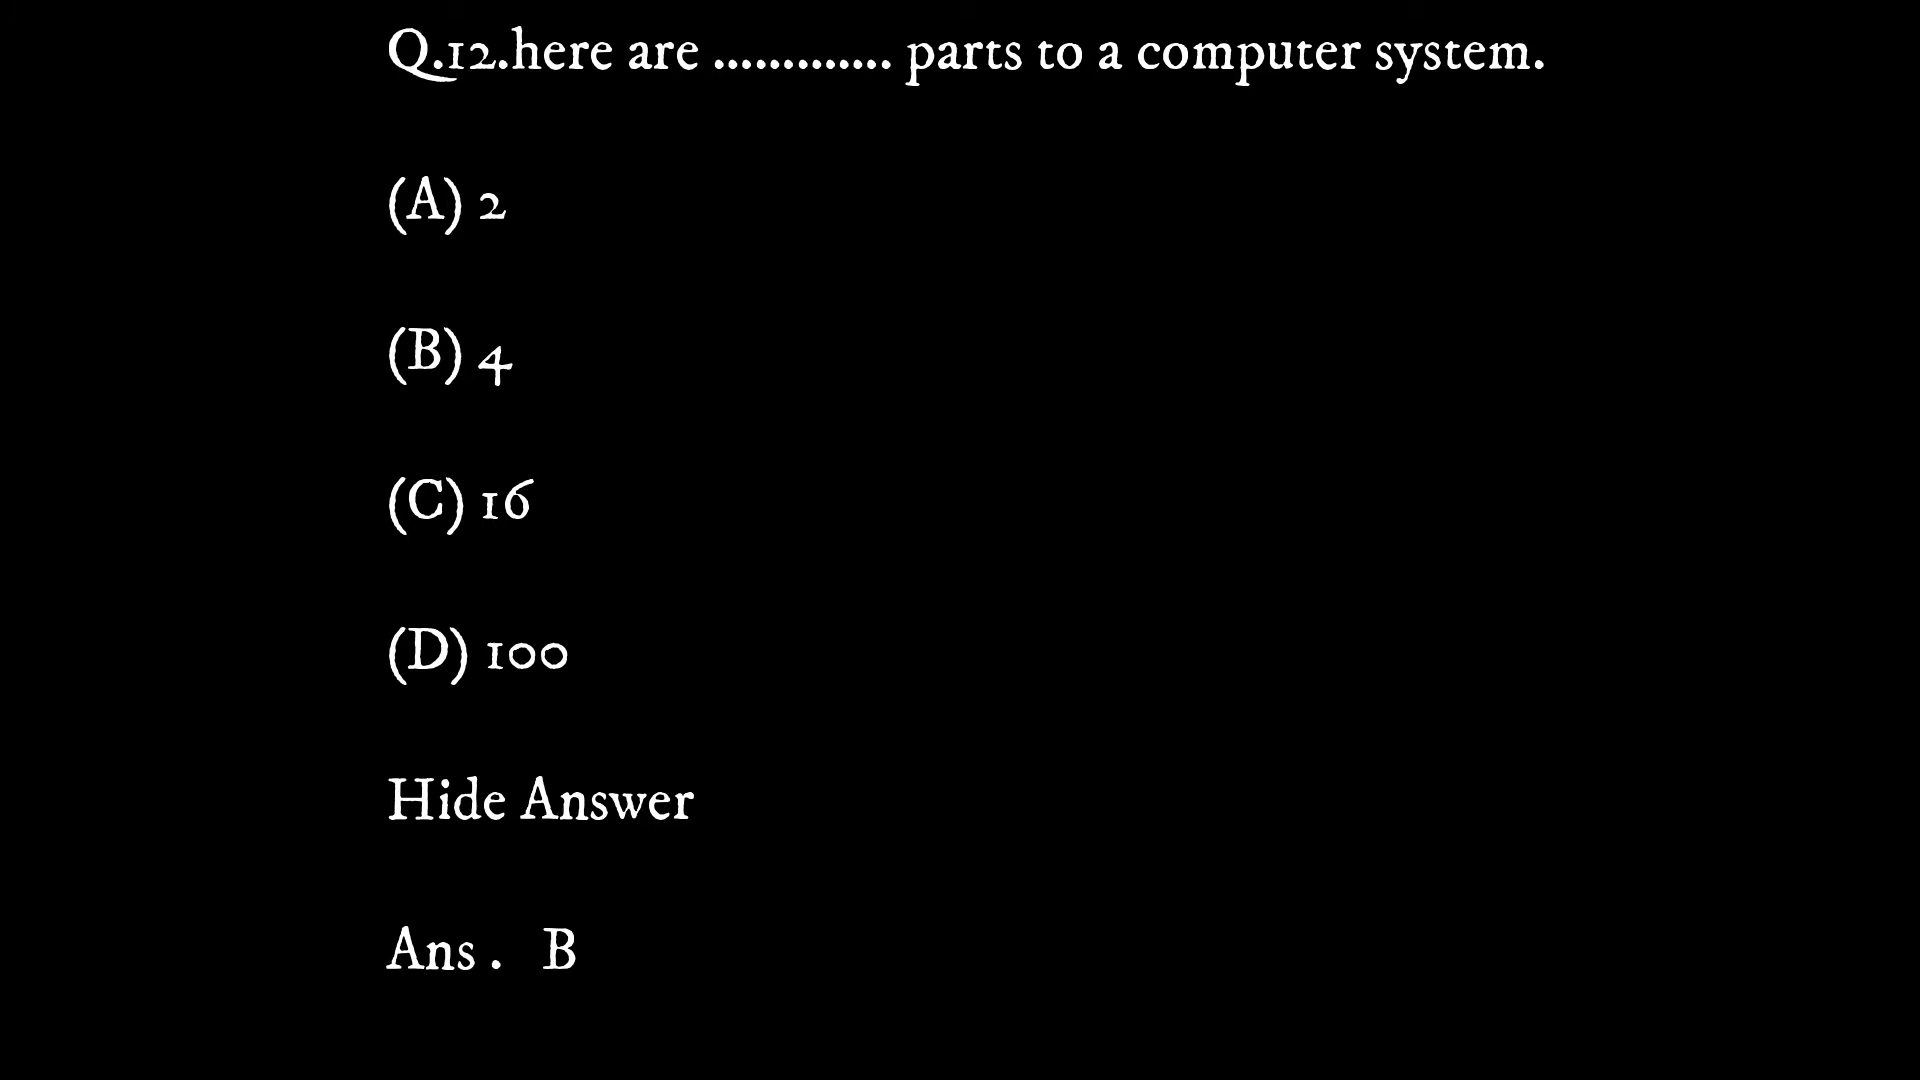 Q.12.here are ............. parts to a computer system.
(A) 2
(B) 4
(C) 16
(D) 100
Hide Answer
Ans . B